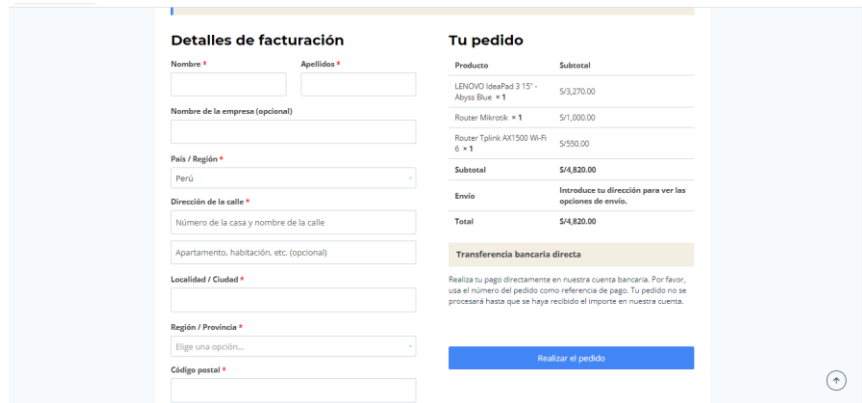 Detalles de facturación
Nombre *
Apellidos *
Nombre de la empresa (opcional)
País / Región *
Perú
Dirección de la calle *
Número de la casa y nombre de la calle
Apartamento, habitación, etc. (opcional)
Localidad / Ciudad *
Región / Provincia *
Elige una opción...
Código postal *
Tu pedido
Producto Subtotal
LENOVO IdeaPad 3 15" -
Abyss Blue × 1
S/3,270.00
Router Mikrotik × 1 S/1,000.00
Router Tplink AX1500 Wi-Fi
6 × 1
S/550.00
Subtotal S/4,820.00
Envío
Introduce tu dirección para ver las
opciones de envío.
Total S/4,820.00
Transferencia bancaria directa
Realiza tu pago directamente en nuestra cuenta bancaria. Por favor,
usa el número del pedido como referencia de pago. Tu pedido no se
procesará hasta que se haya recibido el importe en nuestra cuenta.
Realizar el pedido